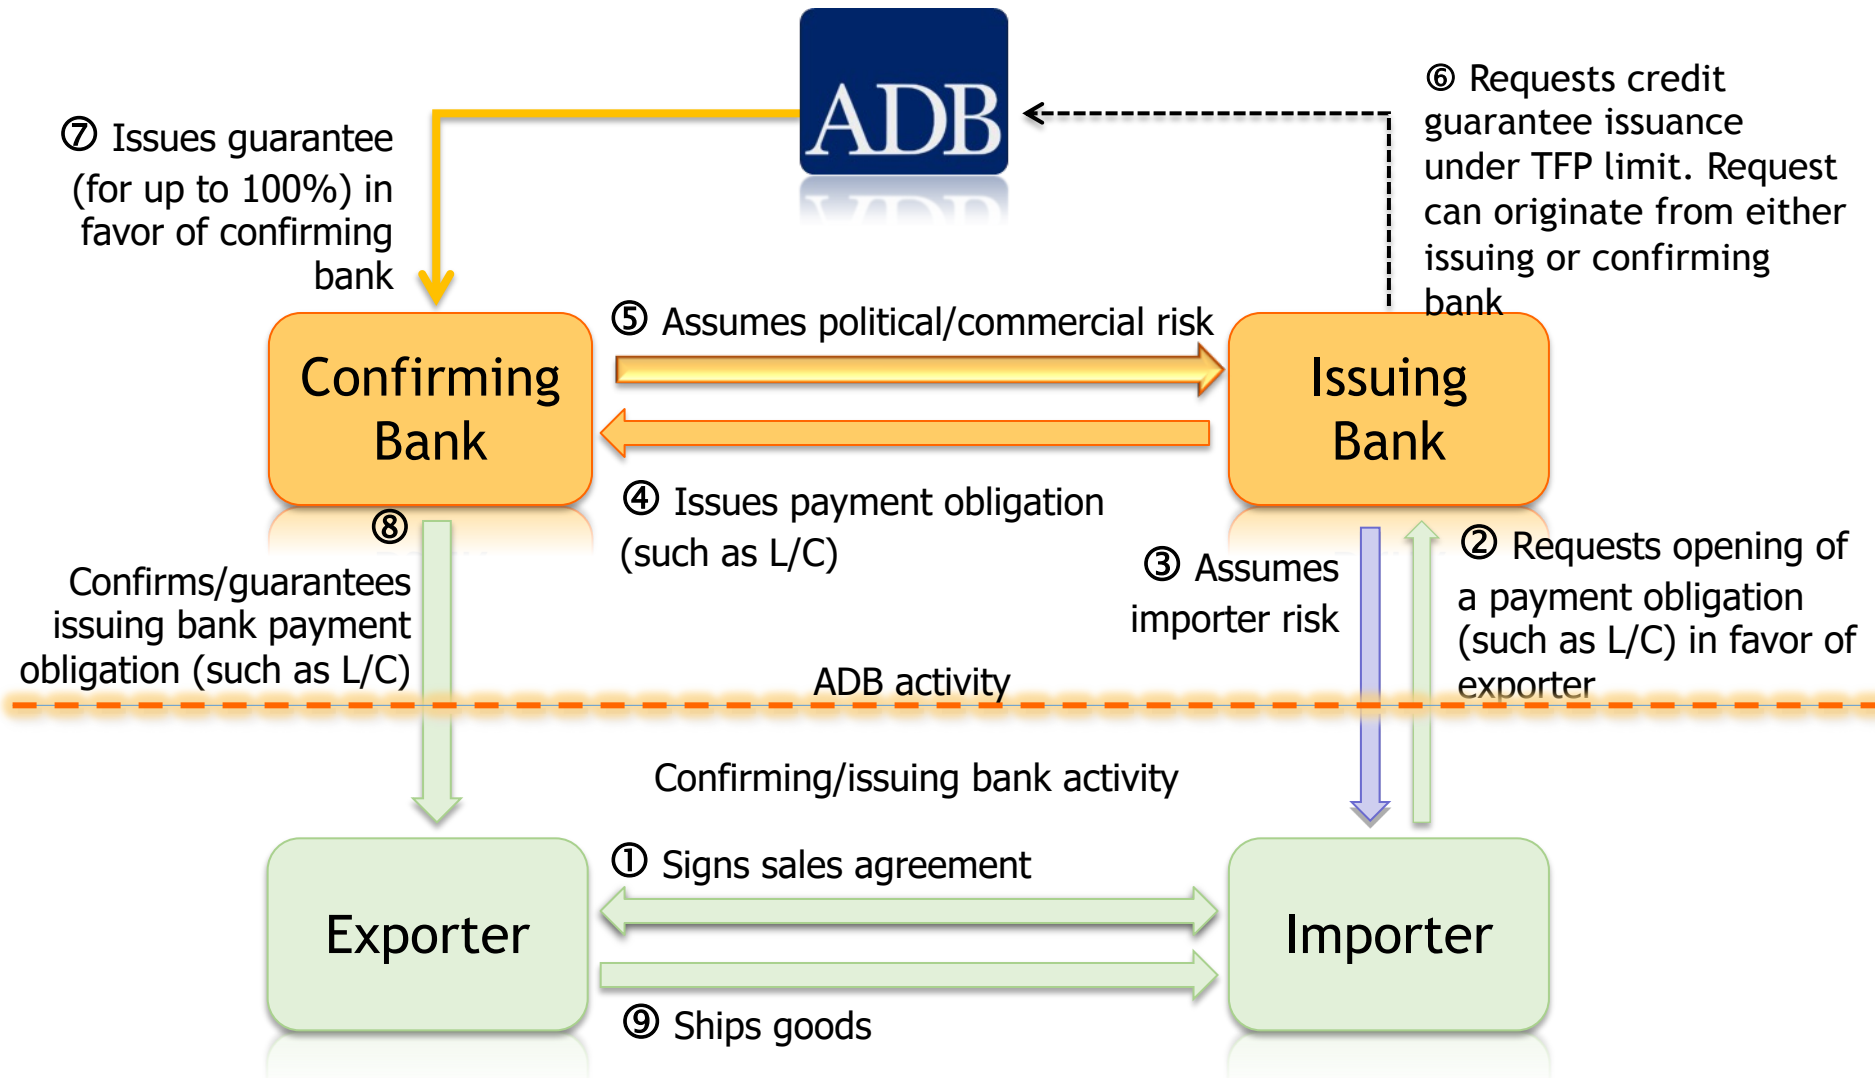 ADB
⑥ Requests credit
guarantee issuance
under TFP limit. Request
can originate from either
issuing or confirming
bank
⑦ Issues guarantee
(for up to 100%) in
favor of confirming
bank
⑤ Assumes political/commercial risk
Confirming
Bank
Issuing
Bank
④ Issues payment obligation
(such as L/C)
⑧
Confirms/guarantees
issuing bank payment
obligation (such as L/C)
③ Assumes
importer risk
② Requests opening of
a payment obligation
(such as L/C) in favor of
exporter
ADB activity
Confirming/issuing bank activity
① Signs sales agreement
Exporter
Importer
⑨ Ships goods